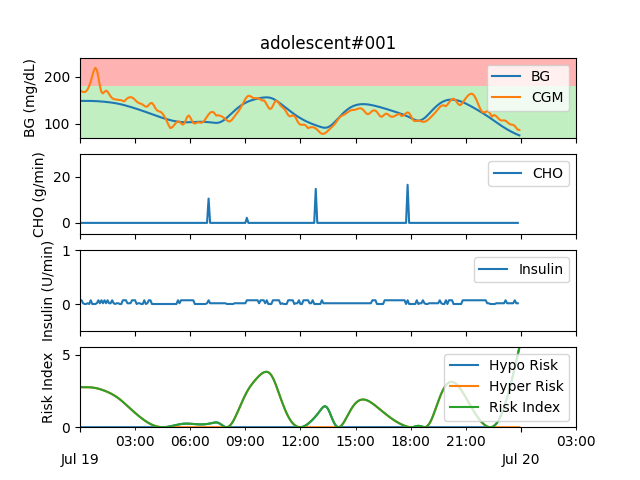 adolescent#001
BG (mg/dL)
200
100
BG
CGM
CHO (g/min)
20
0
CHO
Insulin (U/min)
1
0
Insulin
Risk Index
5
0
Hypo Risk
Hyper Risk
Risk Index
03:00 06:00 09:00 12:00 15:00 18:00 21:00 03:00
Jul 19 Jul 20